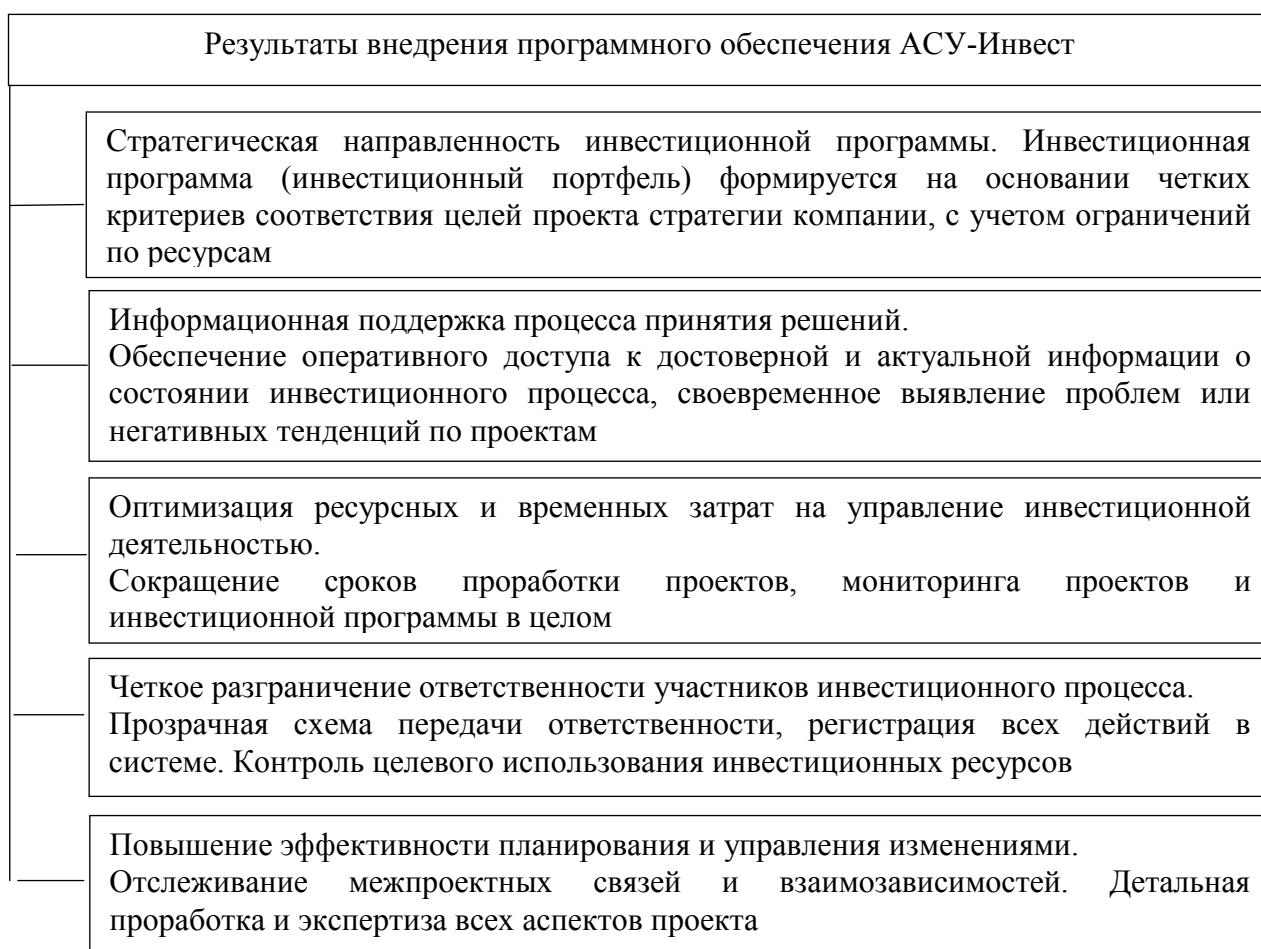 Результаты внедрения программного обеспечения АСУ-Инвест
Стратегическая направленность инвестиционной программы. Инвестиционная
программа (инвестиционный портфель) формируется на основании четких
критериев соответствия целей проекта стратегии компании, с учетом ограничений
по ресурсам
Информационная поддержка процесса принятия решений.
Обеспечение оперативного доступа к достоверной и актуальной информации о
состоянии инвестиционного процесса, своевременное выявление проблем или
негативных тенденций по проектам
Оптимизация ресурсных и временных затрат на управление инвестиционной
деятельностью.
Сокращение сроков проработки проектов, мониторинга проектов и
инвестиционной программы в целом
Четкое разграничение ответственности участников инвестиционного процесса.
Прозрачная схема передачи ответственности, регистрация всех действий в
системе. Контроль целевого использования инвестиционных ресурсов
Повышение эффективности планирования и управления изменениями.
Отслеживание межпроектных связей и взаимозависимостей. Детальная
проработка и экспертиза всех аспектов проекта